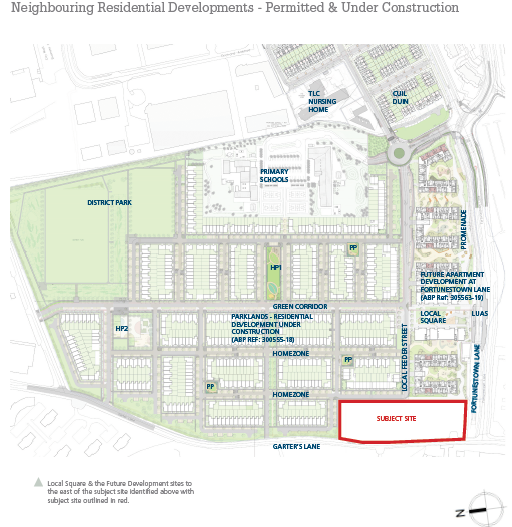 Neighbouring Residential Developments - Permitted & Under Construction
TLC
NURSING
HOME
CUIL
DUIN
PRIMARY
SCHOOLS
DISTRICT PARK
PROMENADE
PP
HP1
FUTURE APARTMENT
DEVELOPMENT AT
FORTUNESTOWN LANE
(ABP Ref: 305563-19)
GREEN CORRIDOR
LOCAL
SQUARE
LUAS
PARKLANDS - RESIDENTIAL
DEVELOPMENT UNDER
CONSTRUCTION
(ABP REF: 300555-18)
HP2
LOCAL FEEDER STREET
HOMEZONE
PP
FORTUNESTOWN LANE
PP
HOMEZONE
SUBJECT SITE
GARTER'S LANE
Local Square & the Future Development sites to
the east of the subject site identified above with
subject site outlined in red.
N